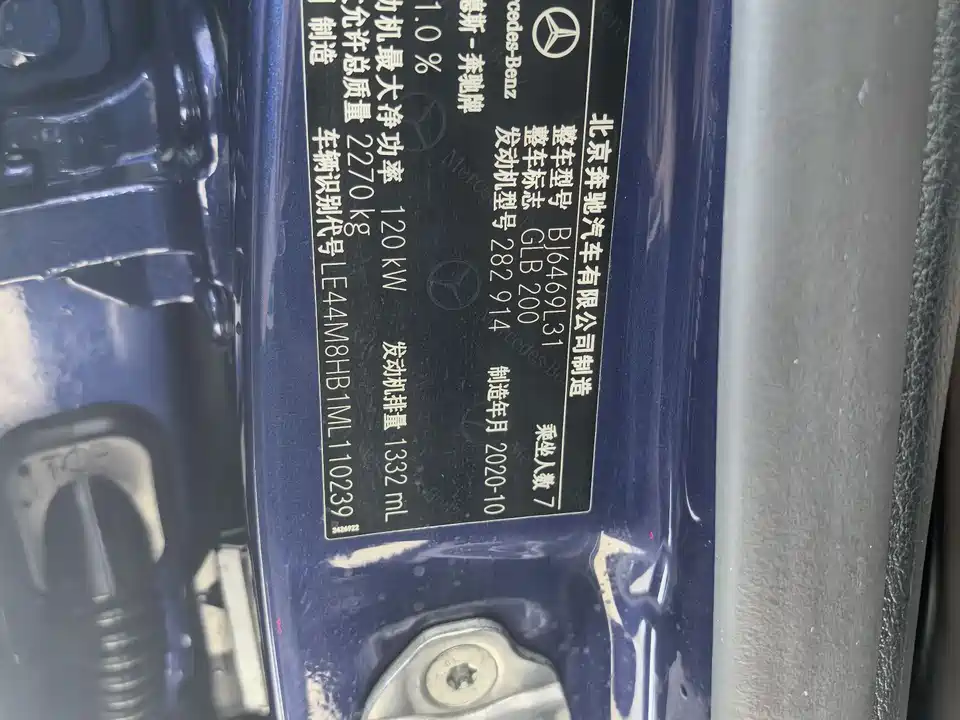 北京奔驰汽车有限公司制造
Mercedes-Benz
整车型号 BJ6469L31
乘坐人数 7
整车标志 GLB 200
发动机型号 282 914
制造年月 2020-10
德斯-奔驰牌
1.0 %
动机最大净功率 120 kW
发动机排量 1332 mL
允许总质量 2270 kg
制造
车辆识别代号 LE44M8HB1ML110239